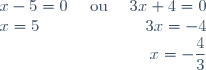 x − 5 = 0 ou 3x + 4 = 0
x = 5 3x = −4
x = −4/3